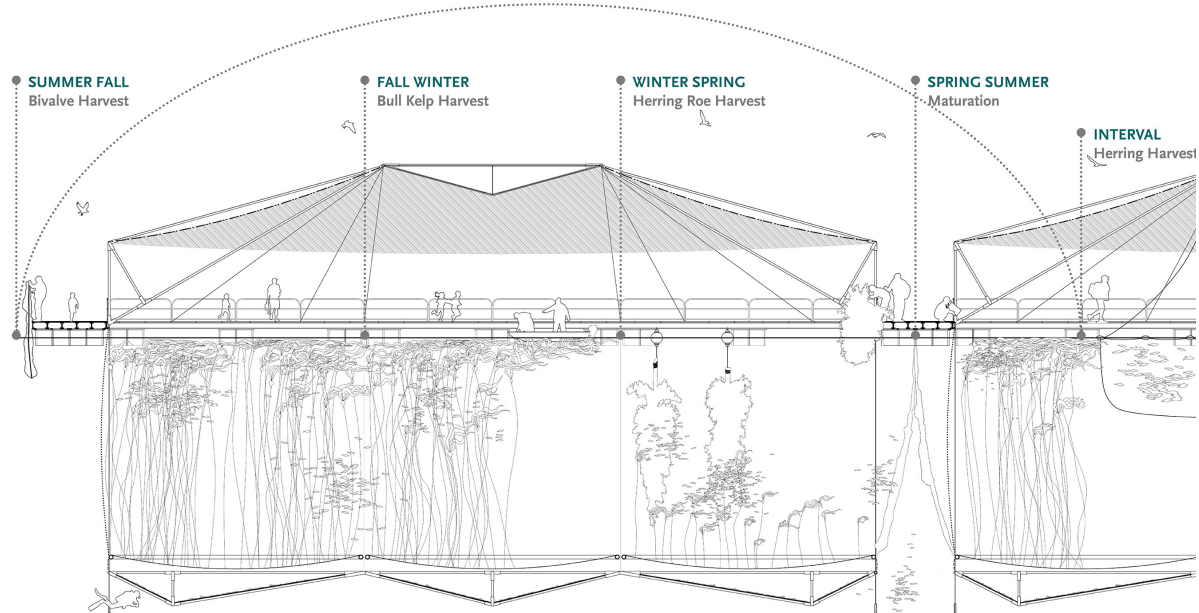 SUMMER FALL
Bivalve Harvest
FALL WINTER
Bull Kelp Harvest
WINTER SPRING
Herring Roe Harvest
SPRING SUMMER
Maturation
INTERVAL
Herring Harvest